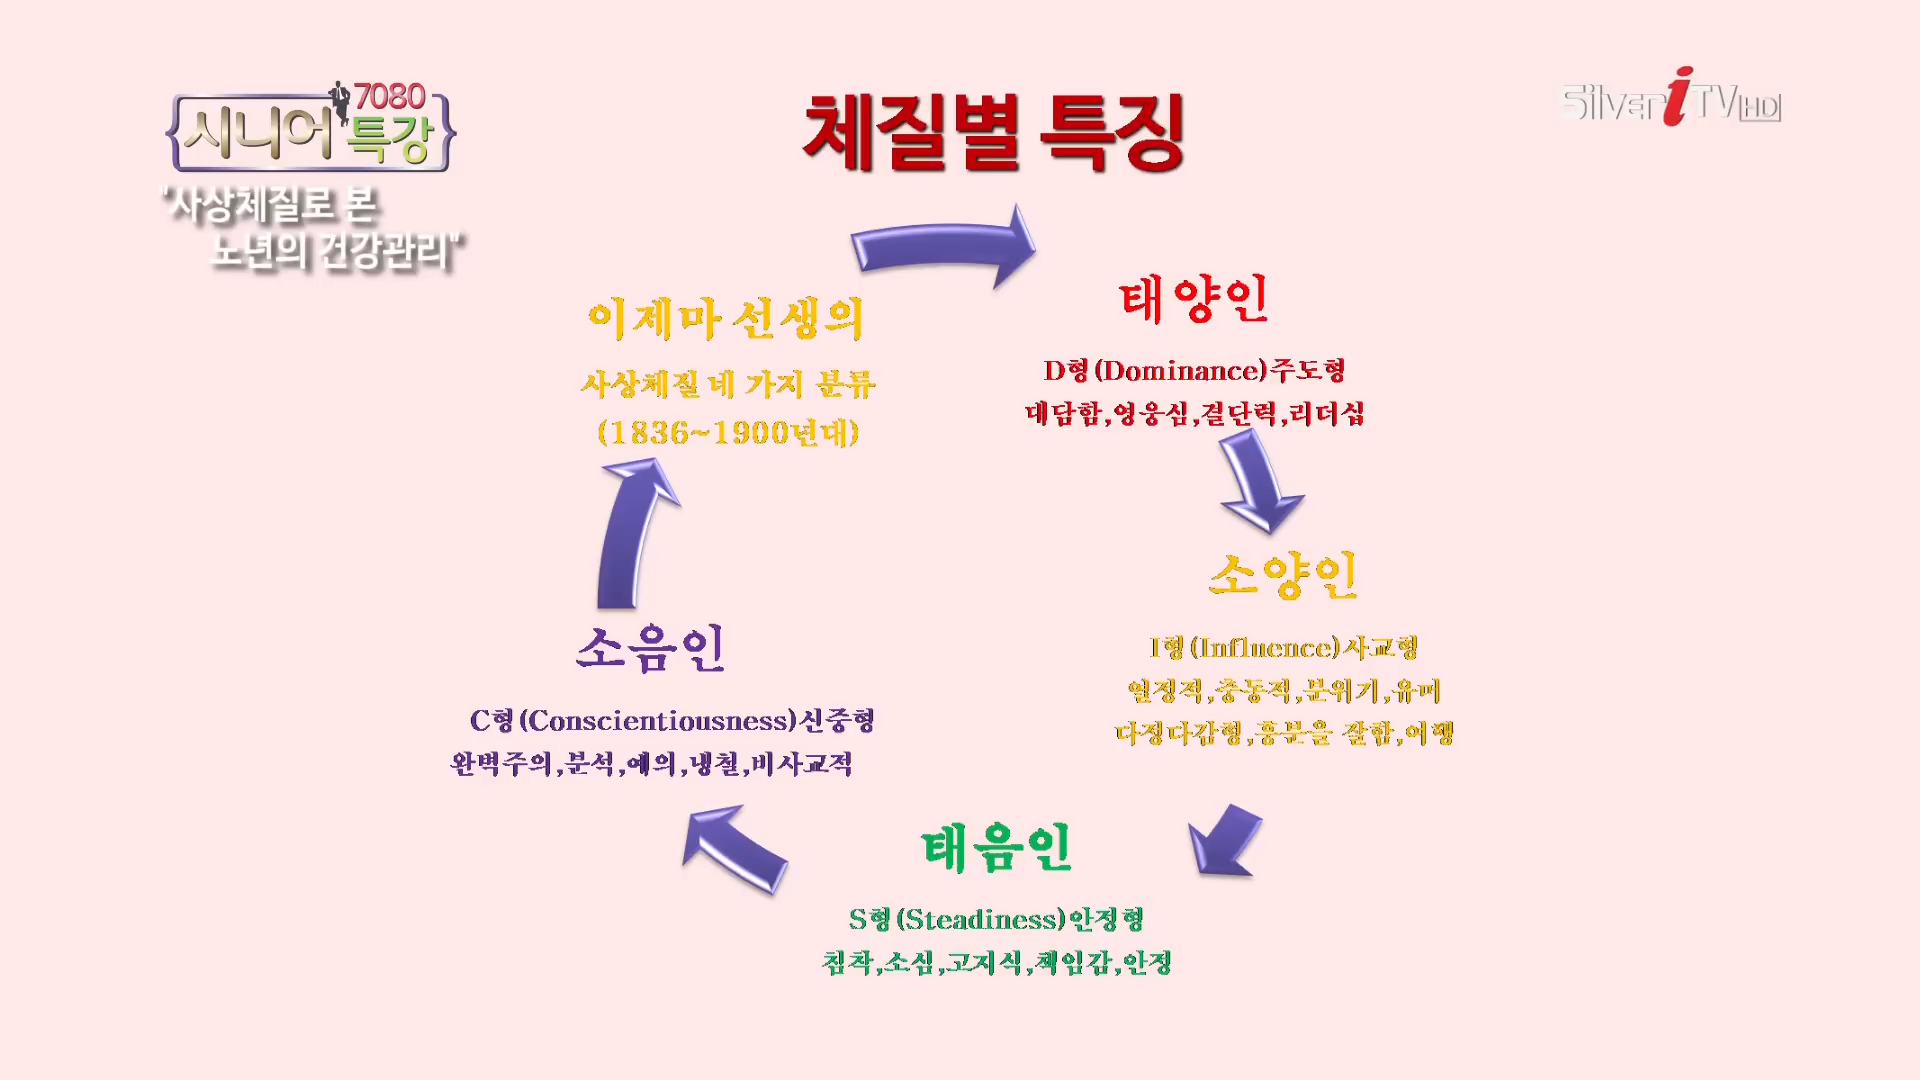 7080
시니어 특강
"사상체질로 본
노년의 건강관리"
체질별 특징
Silver i TV HD
이제마 선생의
사상체질 네 가지 분류
(1836~1900년대)
태양인
D형(Dominance)주도형
대담함,영웅심,결단력,리더십
소양인
I형(Influence)사교형
열정적,충동적,분위기,유머
다정다감형,흥분을 잘함,여행
태음인
S형(Steadiness)안정형
침착,소심,고지식,책임감,안정
소음인
C형(Conscientiousness)신중형
완벽주의,분석,예의,냉철,비사교적